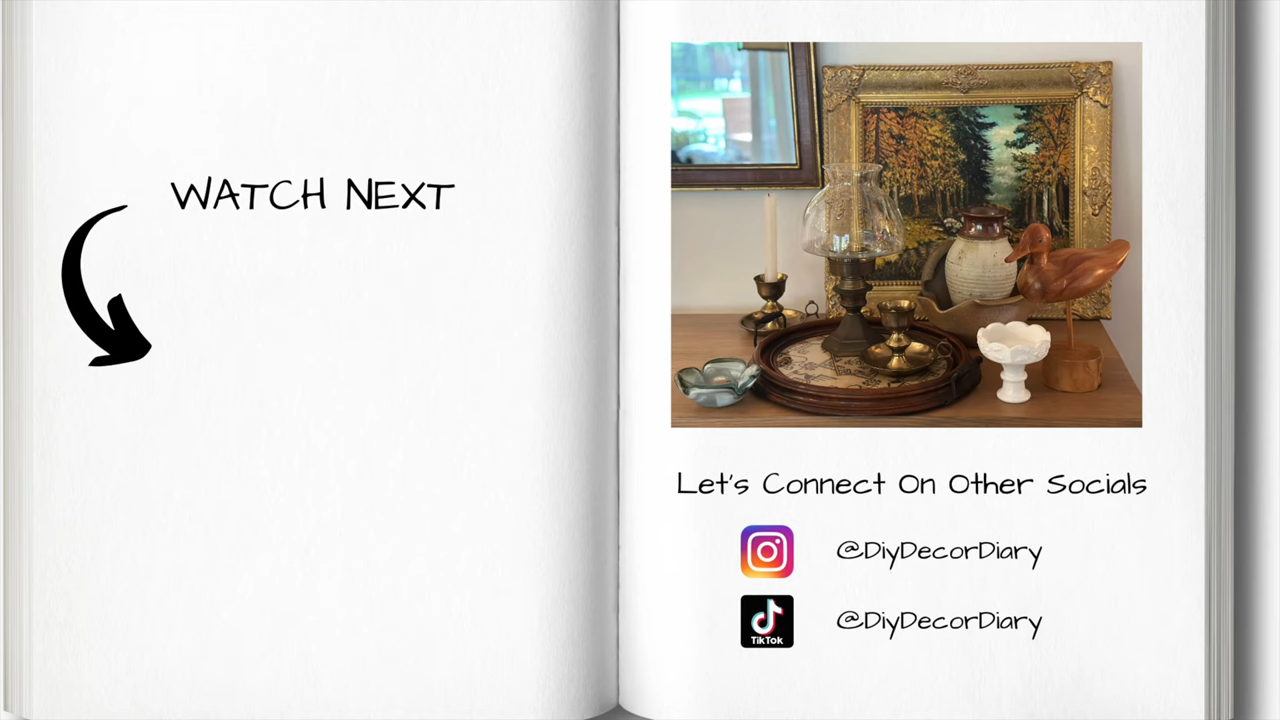 WATCH NEXT
Let's Connect On Other Socials
@DiyDecorDiary
TikTok
@DiyDecorDiary